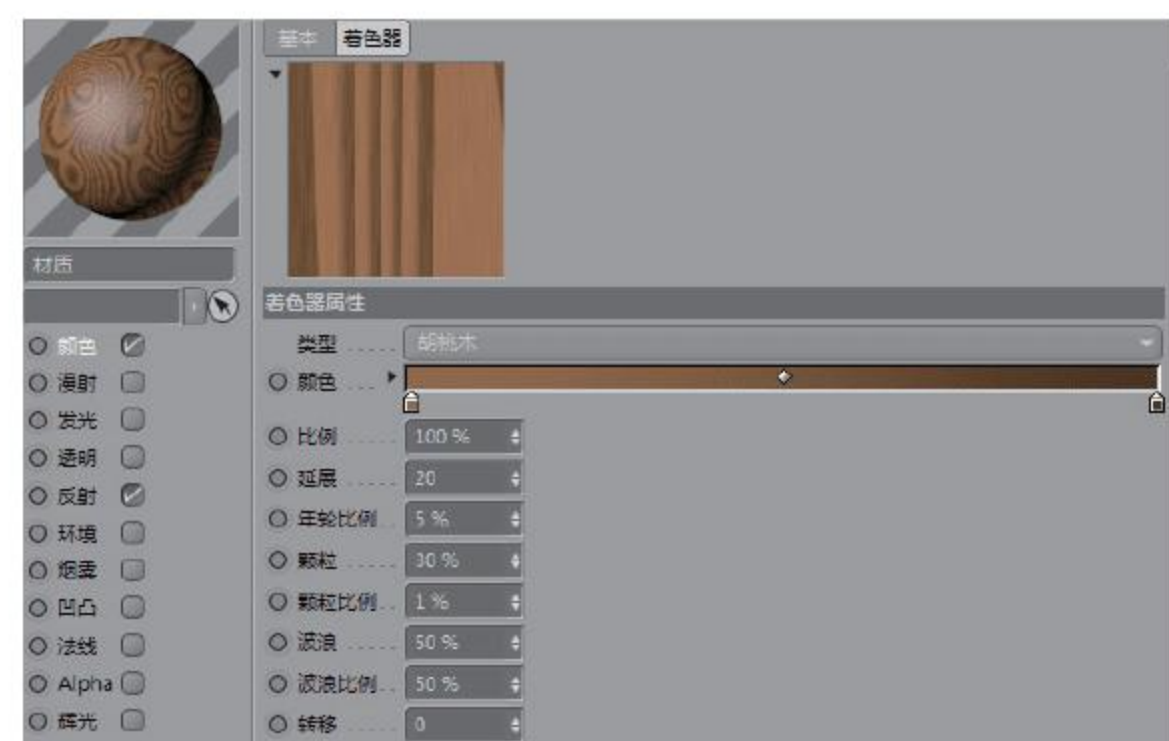 基本 着色器
材质
颜色
漫射
发光
透明
反射
环境
烟雾
凹凸
法线
Alpha
辉光
着色器属性
类型 ..... 胡桃木
颜色 ...
比例 ..... 100 %
延展 ..... 20
年轮比例 .. 5 %
颗粒 ..... 30 %
颗粒比例 .. 1 %
波浪 ..... 50 %
波浪比例 .. 50 %
转移 ..... 0